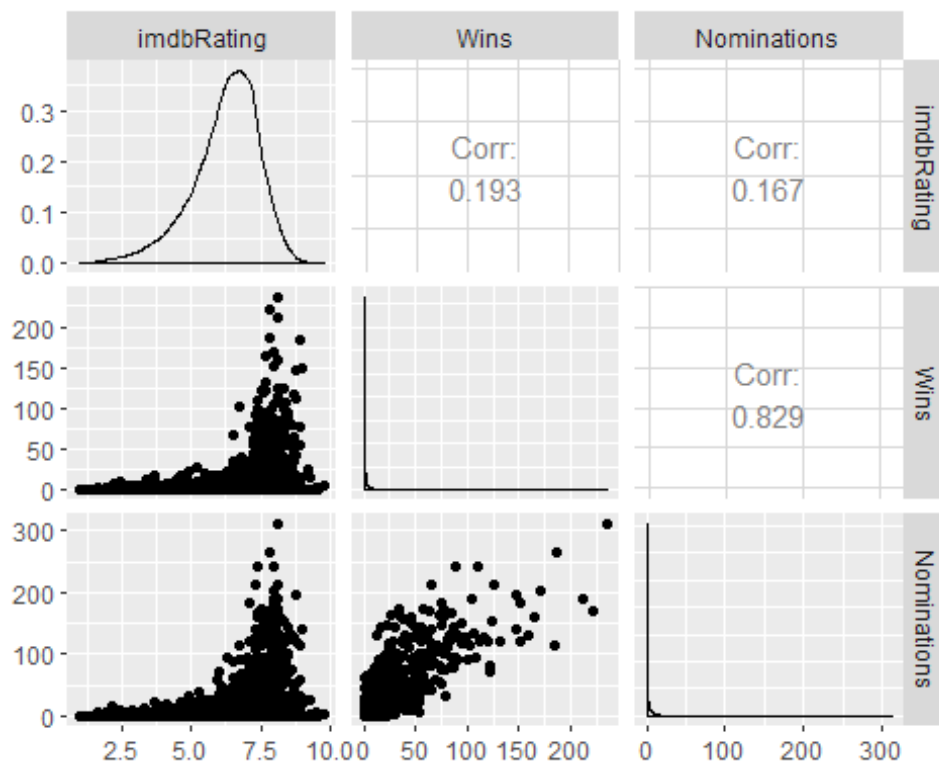 imdbRating Wins Nominations
0.3
0.2
0.1
0.0
Corr:
0.193
Corr:
0.167
imdbRating
200
150
100
50
0
Corr:
0.829
Wins
300
200
100
0
Nominations
2.5 5.0 7.5 10.0 0 50 100 150 200 0 100 200 300